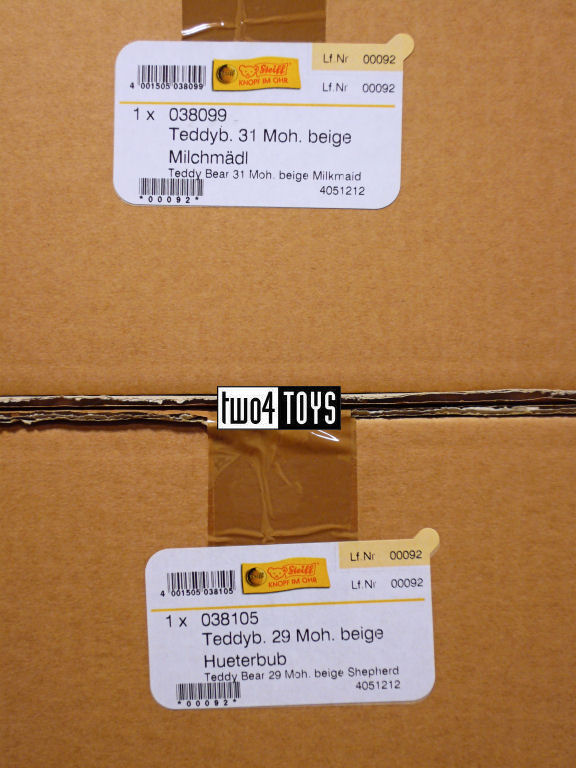 Steiff
KNOPF IM OHR
Lf.Nr 00092
4 001505 038099
Lf.Nr 00092
1 x 038099
Teddyb. 31 Moh. beige
Milchmädl
Teddy Bear 31 Moh. beige Milkmaid
4051212
*00092*
two4TOYS
Steiff
KNOPF IM OHR
Lf.Nr 00092
4 001505 038105
Lf.Nr 00092
1 x 038105
Teddyb. 29 Moh. beige
Hueterbub
Teddy Bear 29 Moh. beige Shepherd
4051212
*00092*